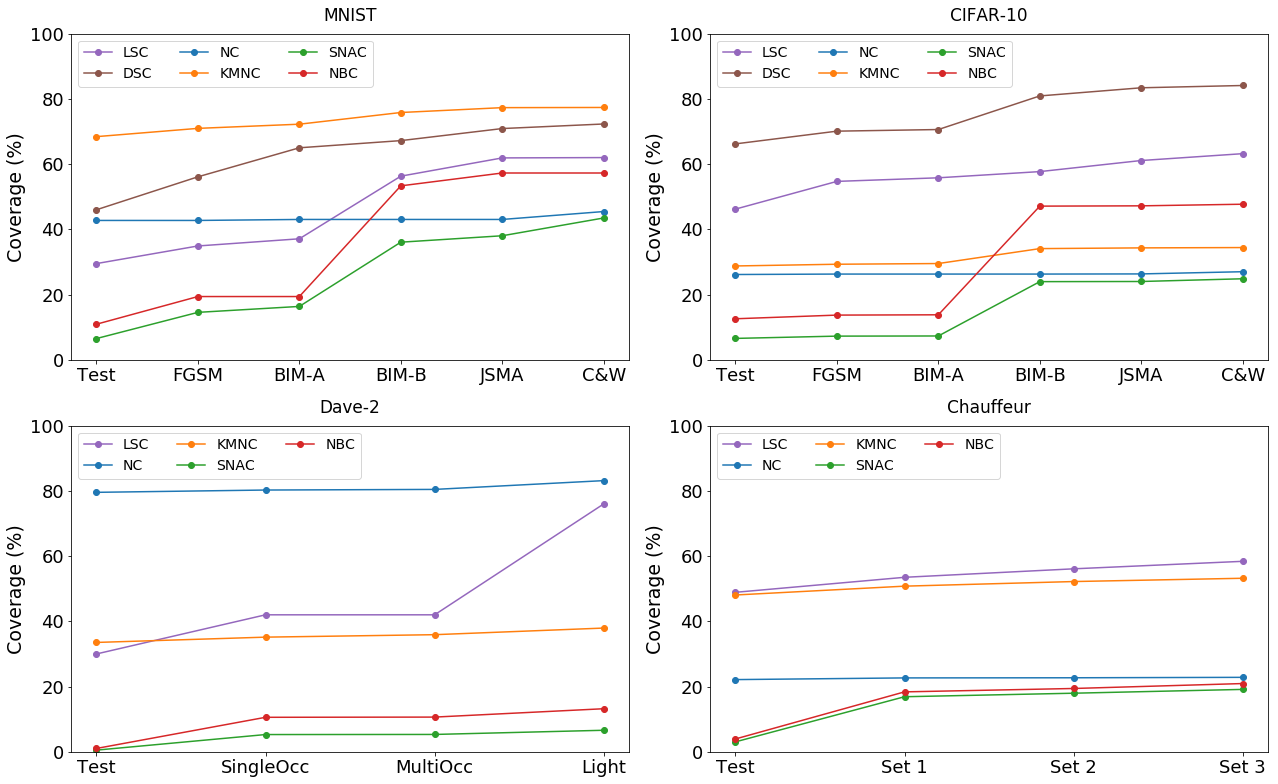 MNIST
LSC NC SNAC
DSC KMNC NBC
Coverage (%)
100
80
60
40
20
0
Test FGSM BIM-A BIM-B JSMA C&W
CIFAR-10
LSC NC SNAC
DSC KMNC NBC
Coverage (%)
100
80
60
40
20
0
Test FGSM BIM-A BIM-B JSMA C&W
Dave-2
LSC KMNC NBC
NC SNAC
Coverage (%)
100
80
60
40
20
0
Test SingleOcc MultiOcc Light
Chauffeur
LSC KMNC NBC
NC SNAC
Coverage (%)
100
80
60
40
20
0
Test Set 1 Set 2 Set 3